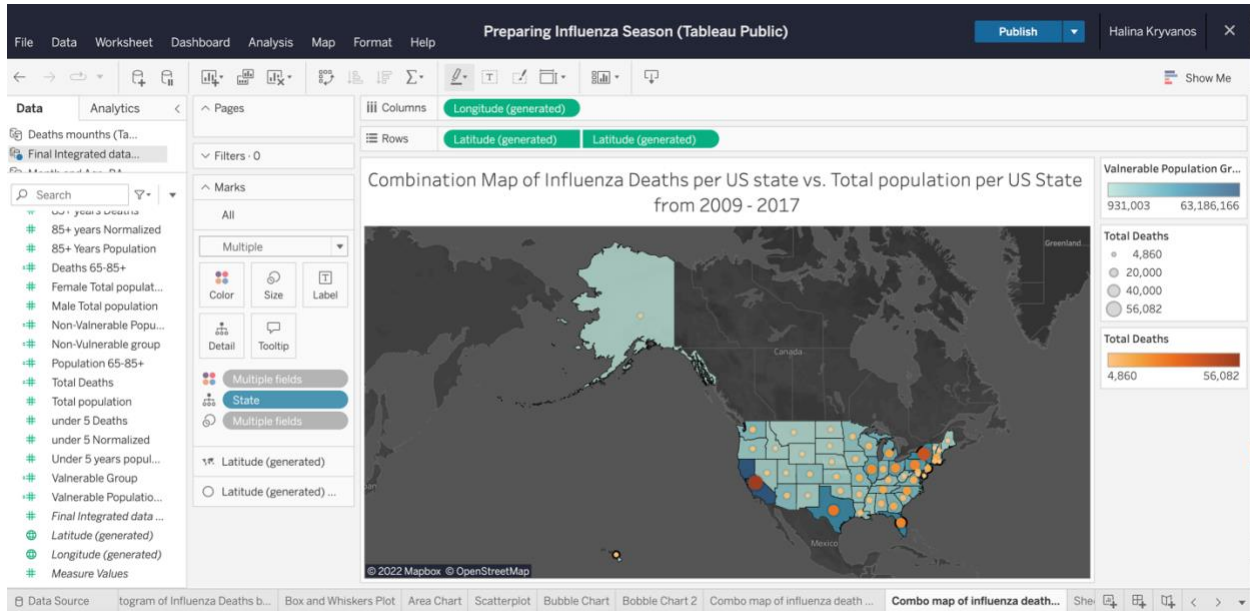 Preparing Influenza Season (Tableau Public)
Publish
Halina Kryvanos
File Data Worksheet Dashboard Analysis Map Format Help
Show Me
Data Analytics
Deaths mounths (Ta...
Final Integrated data...
Search
85+ years Normalized
85+ Years Population
Deaths 65-85+
Female Total populat...
Male Total population
Non-Valnerable Popu...
Non-Vulnerable group
Population 65-85+
Total Deaths
Total population
under 5 Deaths
under 5 Normalized
Under 5 years popul...
Valnerable Group
Valnerable Populatio...
Final Integrated data ...
Latitude (generated)
Longitude (generated)
Measure Values
Pages
Filters · 0
Marks
All
Multiple
Color Size Label
Detail Tooltip
Multiple fields
State
Multiple fields
Latitude (generated)
Latitude (generated) ...
Columns Longitude (generated)
Rows Latitude (generated) Latitude (generated)
Combination Map of Influenza Deaths per US state vs. Total population per US State
from 2009 - 2017
Greenland
Canada
Mexico
© 2022 Mapbox © OpenStreetMap
Valnerable Population Gr...
931,003 63,186,166
Total Deaths
4,860
20,000
40,000
56,082
Total Deaths
4,860 56,082
Data Source togram of Influenza Deaths b... Box and Whiskers Plot Area Chart Scatterplot Bubble Chart Bobble Chart 2 Combo map of influenza death ... Combo map of influenza death... She